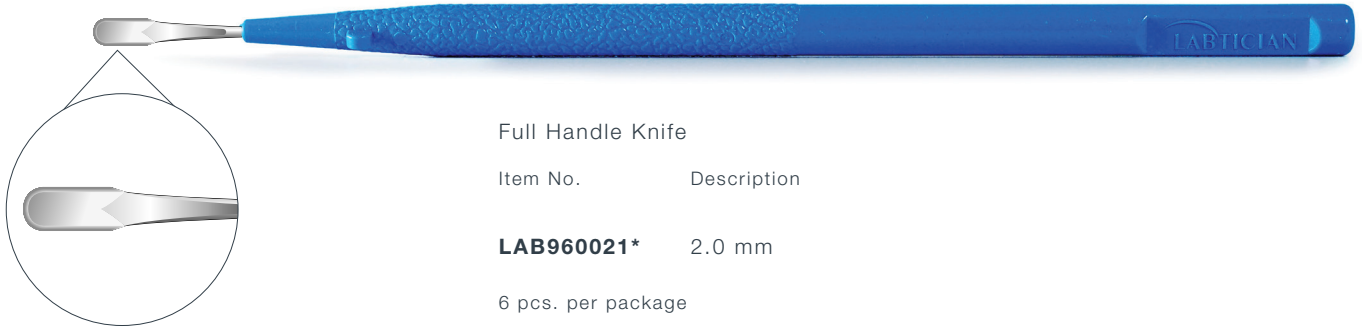 LABTICIAN
Full Handle Knife
Item No. Description
LAB960021* 2.0 mm
6 pcs. per package